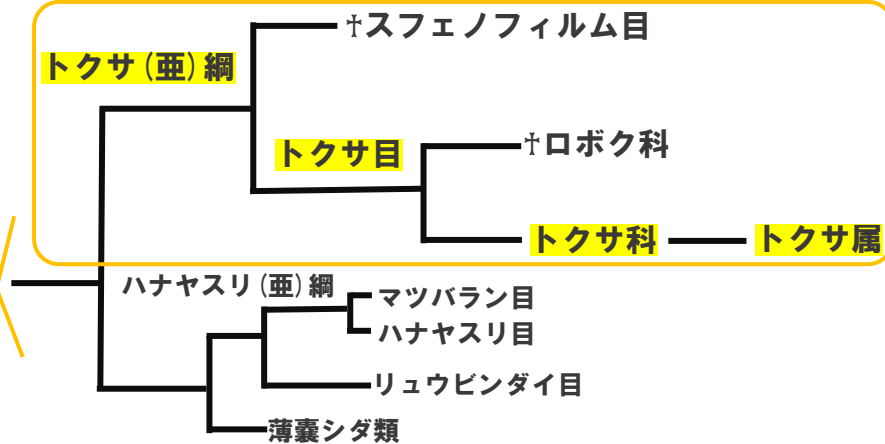 †スフェノフィルム目
トクサ(亜)綱
トクサ目
†ロボク科
トクサ科
トクサ属
ハナヤスリ(亜)綱
マツバラン目
ハナヤスリ目
リュウビンダイ目
薄嚢シダ類